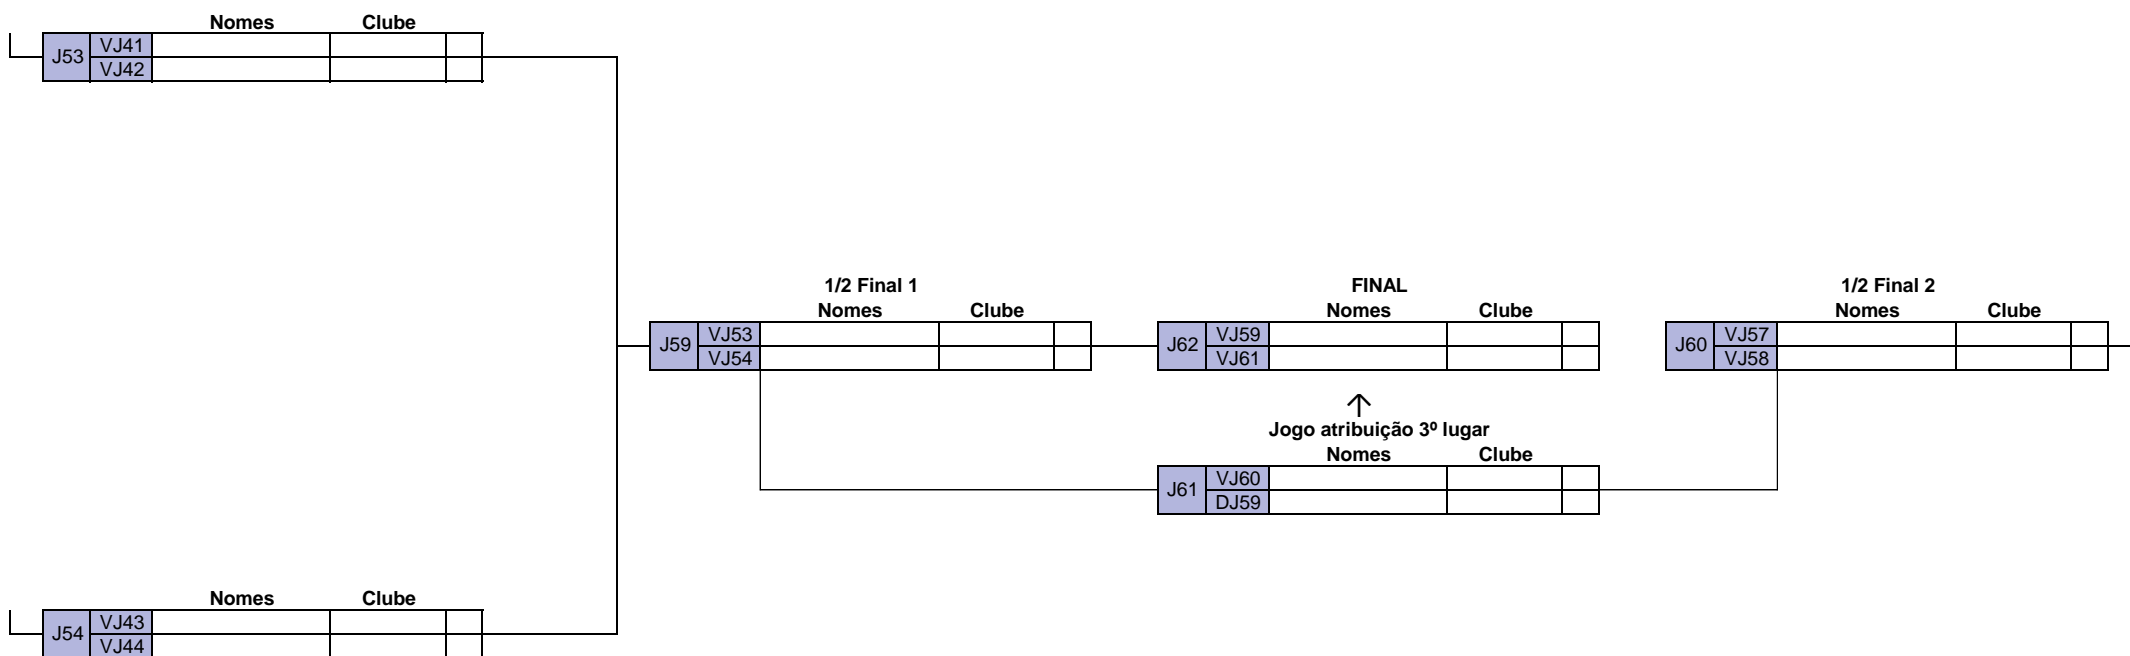 Nomes Clube
J53 VJ41
VJ42
1/2 Final 1 FINAL 1/2 Final 2
Nomes Clube Nomes Clube Nomes Clube
J59 VJ53 J62 VJ59 J60 VJ57
VJ54 VJ61 VJ58
↑
Jogo atribuição 3º lugar
Nomes Clube
J61 VJ60
DJ59
Nomes Clube
J54 VJ43
VJ44